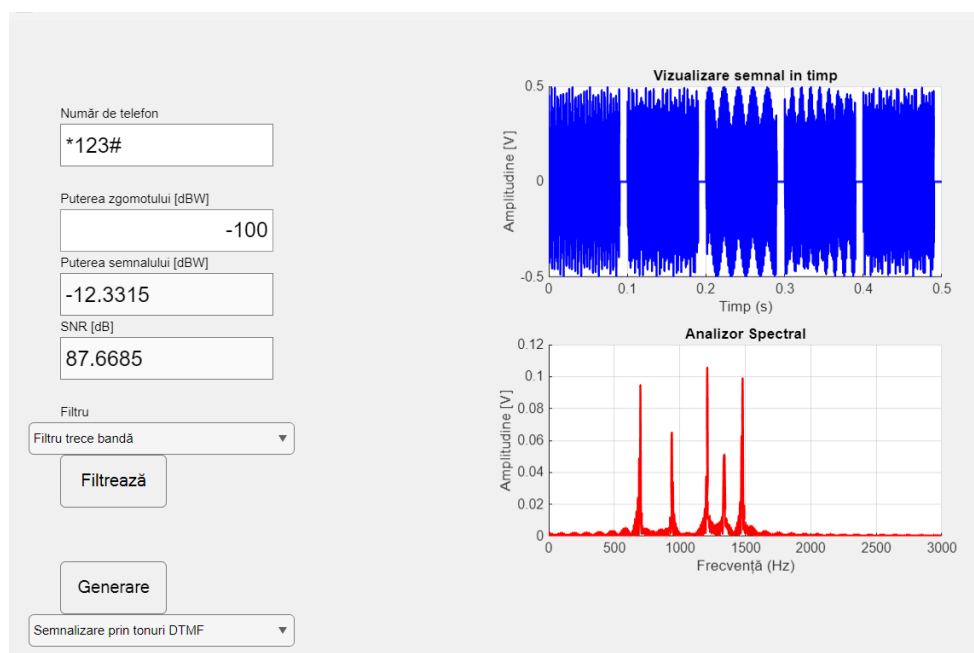 Număr de telefon
*123#
Puterea zgomotului [dBW]
-100
Puterea semnalului [dBW]
-12.3315
SNR [dB]
87.6685
Filtru
Filtru trece bandă
Filtrează
Generare
Semnalizare prin tonuri DTMF
Vizualizare semnal in timp
Amplitudine [V]
0.5
0
-0.5
0 0.1 0.2 0.3 0.4 0.5
Timp (s)
Analizor Spectral
Amplitudine [V]
0.12
0.1
0.08
0.06
0.04
0.02
0
0 500 1000 1500 2000 2500 3000
Frecvență (Hz)